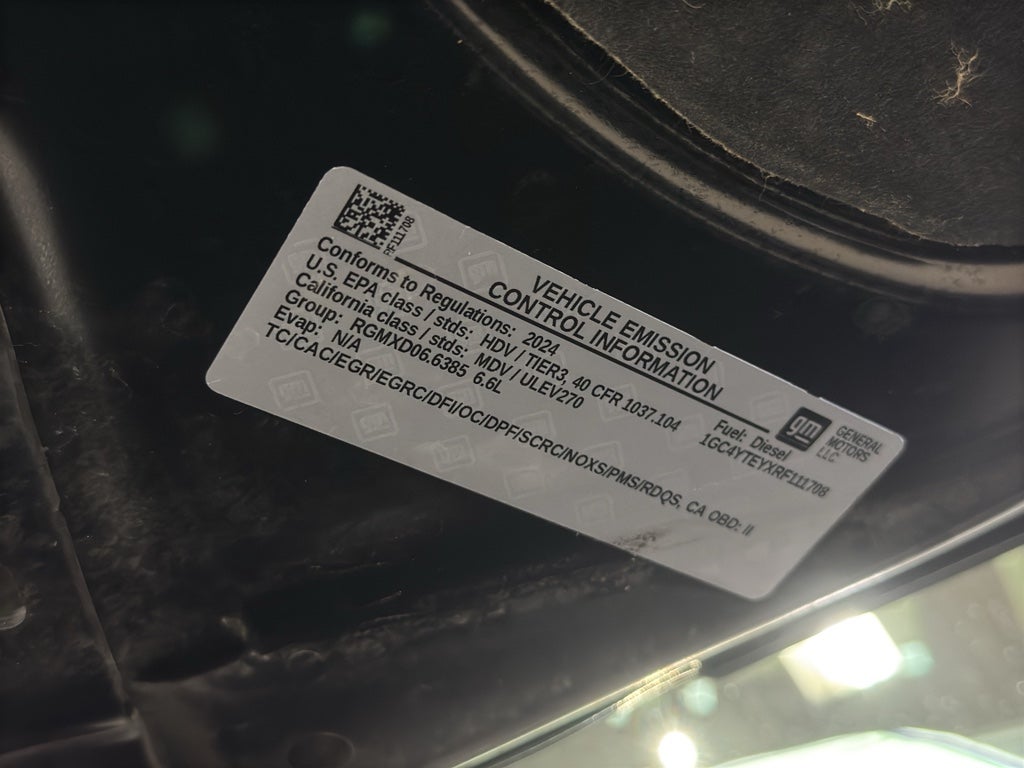 RF111708
VEHICLE EMISSION
CONTROL INFORMATION
gm
GENERAL
MOTORS
LLC
Conforms to Regulations: 2024
U.S. EPA class / stds: HDV / TIER3, 40 CFR 1037.104
California class / stds: MDV / ULEV270
Group: RGMXD06.6385 6.6L
Evap: N/A
Fuel: Diesel
1GC4YTEYXRF111708
TC/CAC/EGR/EGRC/DFI/OC/DPF/SCRC/NOXS/PMS/RDQS, CA OBD: II